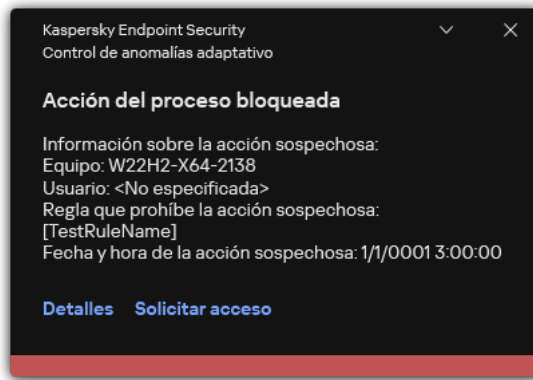 Kaspersky Endpoint Security
Control de anomalías adaptativo
Acción del proceso bloqueada
Información sobre la acción sospechosa:
Equipo: W22H2-X64-2138
Usuario: <No especificada>
Regla que prohíbe la acción sospechosa:
[TestRuleName]
Fecha y hora de la acción sospechosa: 1/1/0001 3:00:00
Detalles Solicitar acceso